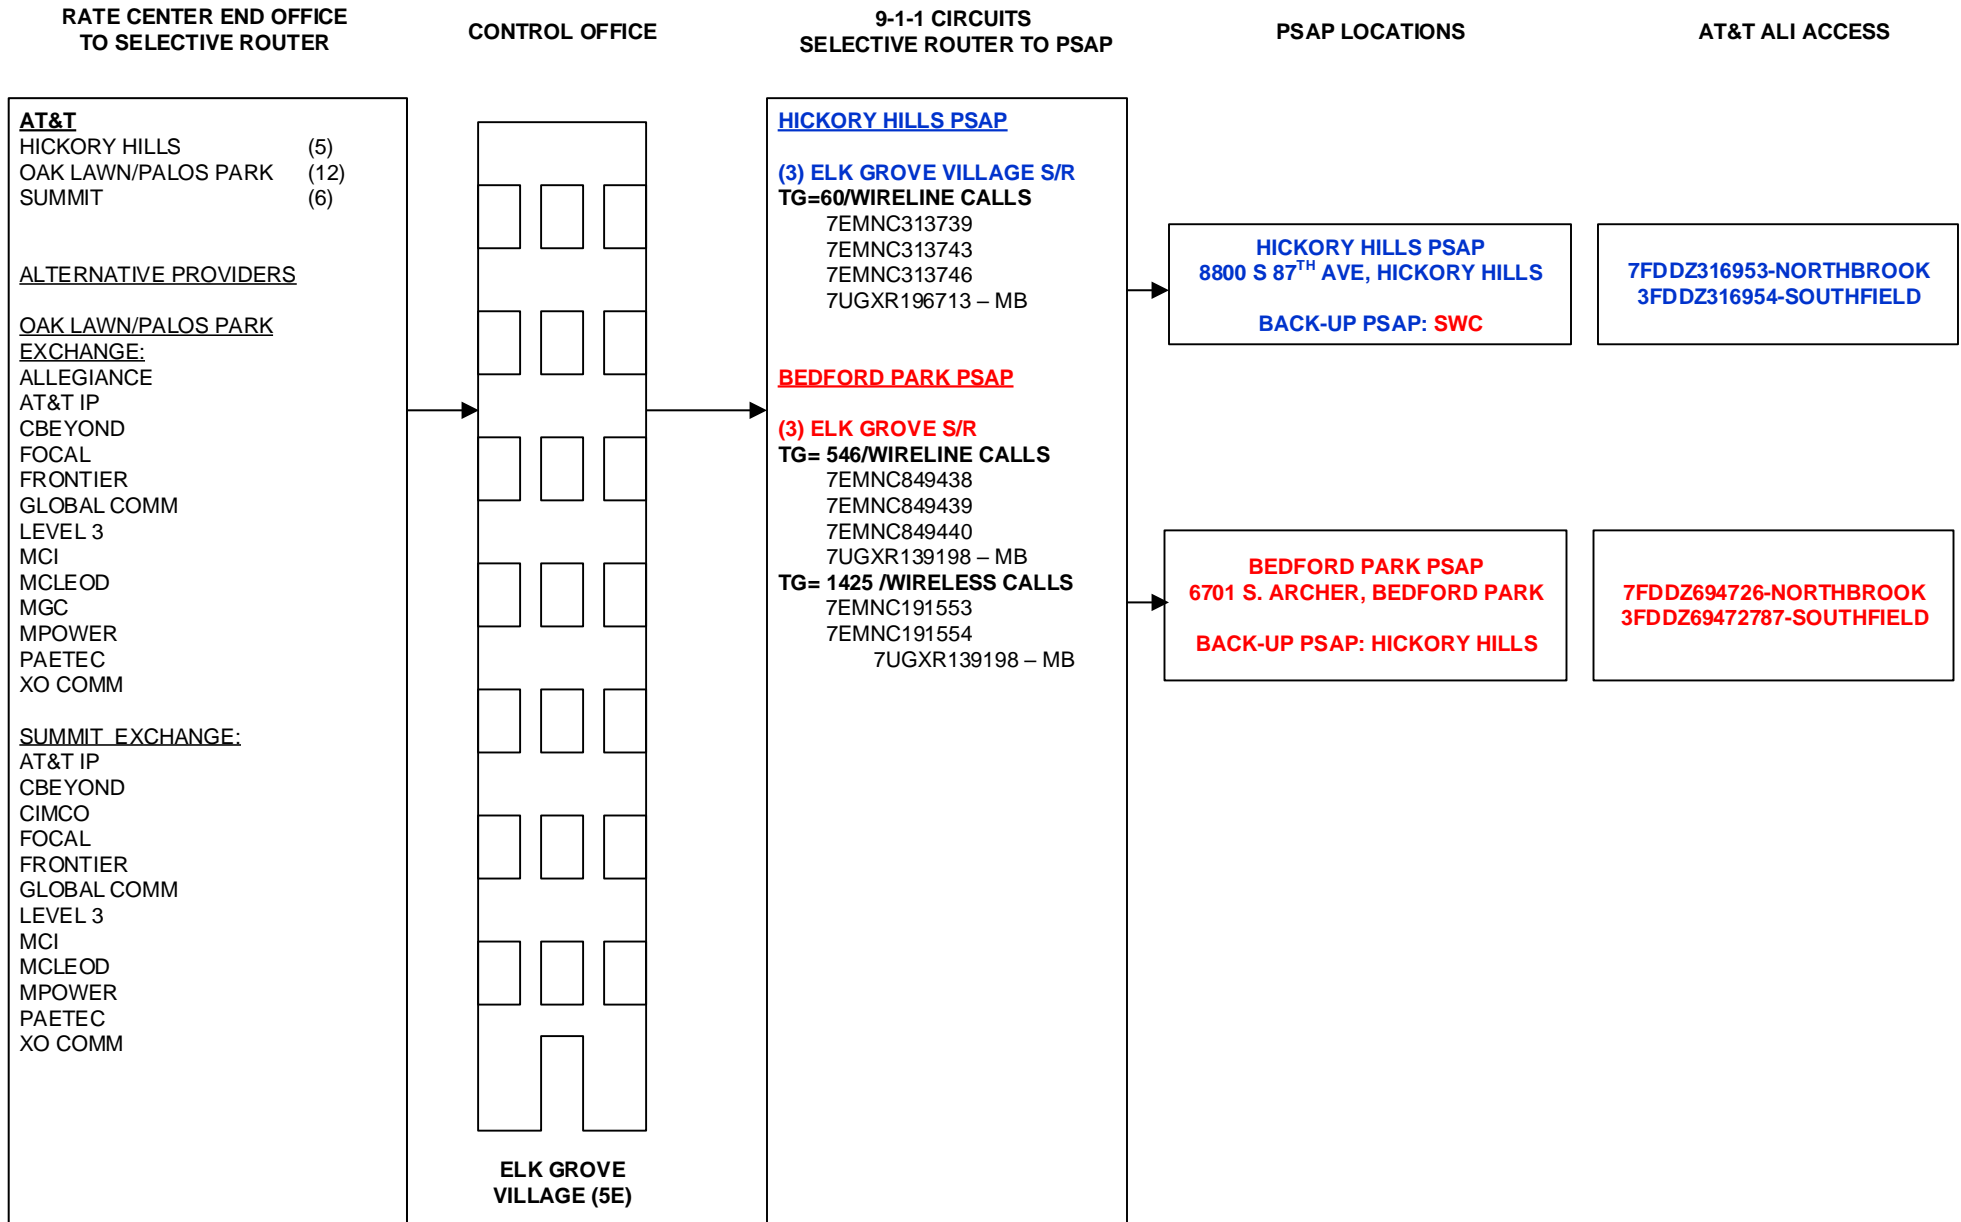 RATE CENTER END OFFICE
TO SELECTIVE ROUTER
CONTROL OFFICE
9-1-1 CIRCUITS
SELECTIVE ROUTER TO PSAP
PSAP LOCATIONS
AT&T ALI ACCESS
AT&T
HICKORY HILLS (5)
OAK LAWN/PALOS PARK (12)
SUMMIT (6)
ALTERNATIVE PROVIDERS
OAK LAWN/PALOS PARK
EXCHANGE:
ALLEGIANCE
AT&T IP
CBEYOND
FOCAL
FRONTIER
GLOBAL COMM
LEVEL 3
MCI
MCLEOD
MGC
MPOWER
PAETEC
XO COMM
SUMMIT EXCHANGE:
AT&T IP
CBEYOND
CIMCO
FOCAL
FRONTIER
GLOBAL COMM
LEVEL 3
MCI
MCLEOD
MPOWER
PAETEC
XO COMM
ELK GROVE
VILLAGE (5E)
HICKORY HILLS PSAP
(3) ELK GROVE VILLAGE S/R
TG=60/WIRELINE CALLS
7EMNC313739
7EMNC313743
7EMNC313746
7UGXR196713 – MB
BEDFORD PARK PSAP
(3) ELK GROVE S/R
TG= 546/WIRELINE CALLS
7EMNC849438
7EMNC849439
7EMNC849440
7UGXR139198 – MB
TG= 1425 /WIRELESS CALLS
7EMNC191553
7EMNC191554
7UGXR139198 – MB
HICKORY HILLS PSAP
8800 S 87TH AVE, HICKORY HILLS
BACK-UP PSAP: SWC
7FDDZ316953-NORTHBROOK
3FDDZ316954-SOUTHFIELD
BEDFORD PARK PSAP
6701 S. ARCHER, BEDFORD PARK
BACK-UP PSAP: HICKORY HILLS
7FDDZ694726-NORTHBROOK
3FDDZ69472787-SOUTHFIELD